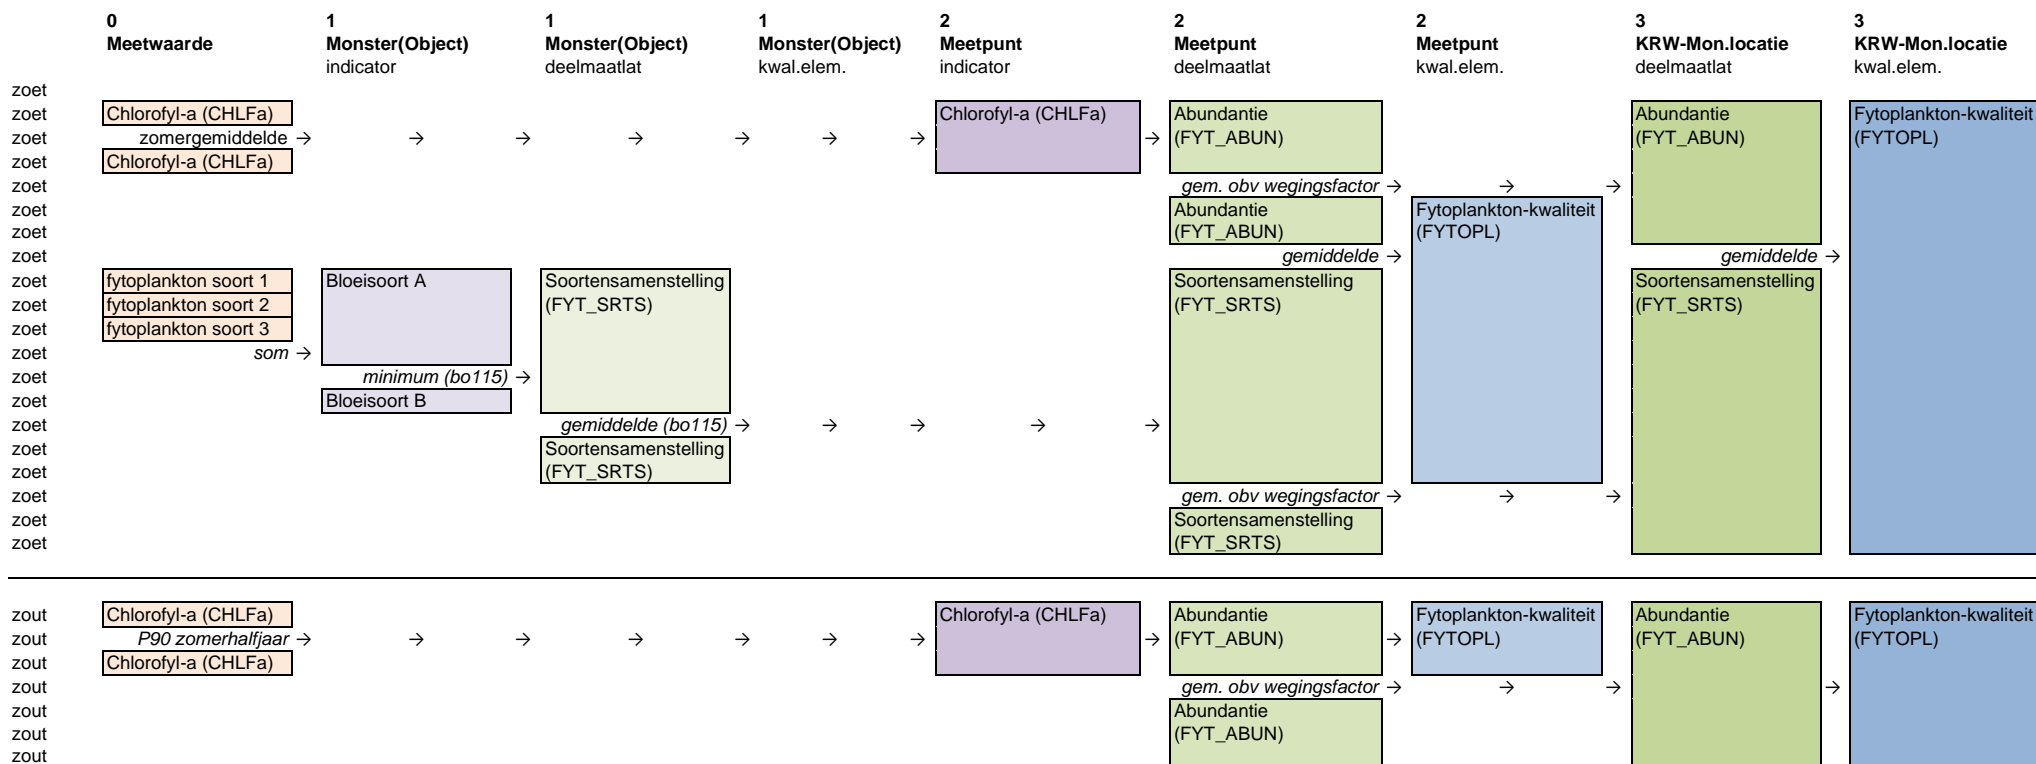 0 1 1 1 2 2 2 3 3
Meetwaarde Monster(Object) Monster(Object) Monster(Object) Meetpunt Meetpunt Meetpunt KRW-Mon.locatie KRW-Mon.locatie
indicator deelmaatlat kwal.elem. indicator deelmaatlat kwal.elem. deelmaatlat kwal.elem.
zoet
zoet Chlorofyl-a (CHLFa) Chlorofyl-a (CHLFa) Abundantie Abundantie Fytoplankton-kwaliteit
zoet zomergemiddelde → → → → → → → → (FYT_ABUN) (FYT_ABUN) (FYTOPL)
zoet Chlorofyl-a (CHLFa)
zoet gem. obv wegingsfactor → → →
zoet Abundantie Fytoplankton-kwaliteit
zoet (FYT_ABUN) (FYTOPL)
zoet gemiddelde → gemiddelde →
zoet fytoplankton soort 1 Bloeisoort A Soortensamenstelling Soortensamenstelling Soortensamenstelling
zoet fytoplankton soort 2 (FYT_SRTS) (FYT_SRTS) (FYT_SRTS)
zoet fytoplankton soort 3
zoet som →
zoet minimum (bo115) →
zoet Bloeisoort B
zoet gemiddelde (bo115) → → → → →
zoet Soortensamenstelling
zoet (FYT_SRTS)
zoet gem. obv wegingsfactor → → →
zoet Soortensamenstelling
zoet (FYT_SRTS)
zout Chlorofyl-a (CHLFa) Chlorofyl-a (CHLFa) Abundantie Fytoplankton-kwaliteit Abundantie Fytoplankton-kwaliteit
zout P90 zomerhalfjaar → → → → → → → → (FYT_ABUN) → (FYTOPL) (FYT_ABUN) (FYTOPL)
zout Chlorofyl-a (CHLFa)
zout gem. obv wegingsfactor → → → →
zout Abundantie
zout (FYT_ABUN)
zout